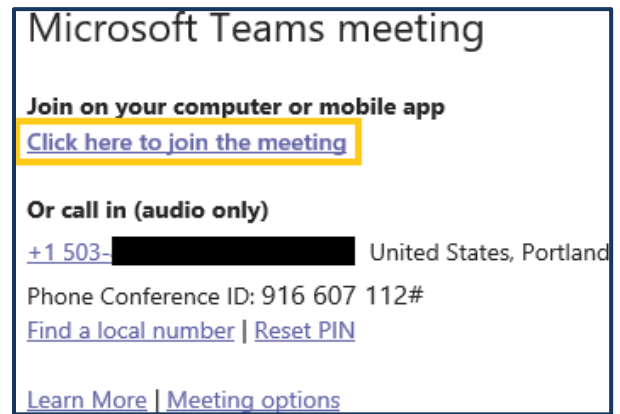 Microsoft Teams meeting
Join on your computer or mobile app
Click here to join the meeting
Or call in (audio only)
+1 503- United States, Portland
Phone Conference ID: 916 607 112#
Find a local number | Reset PIN
Learn More | Meeting options